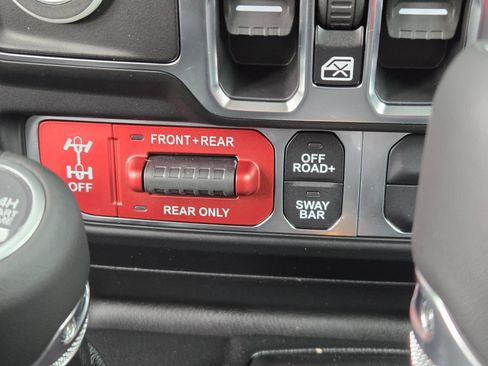 FRONT+REAR
OFF
REAR ONLY
OFF
ROAD+
SWAY
BAR